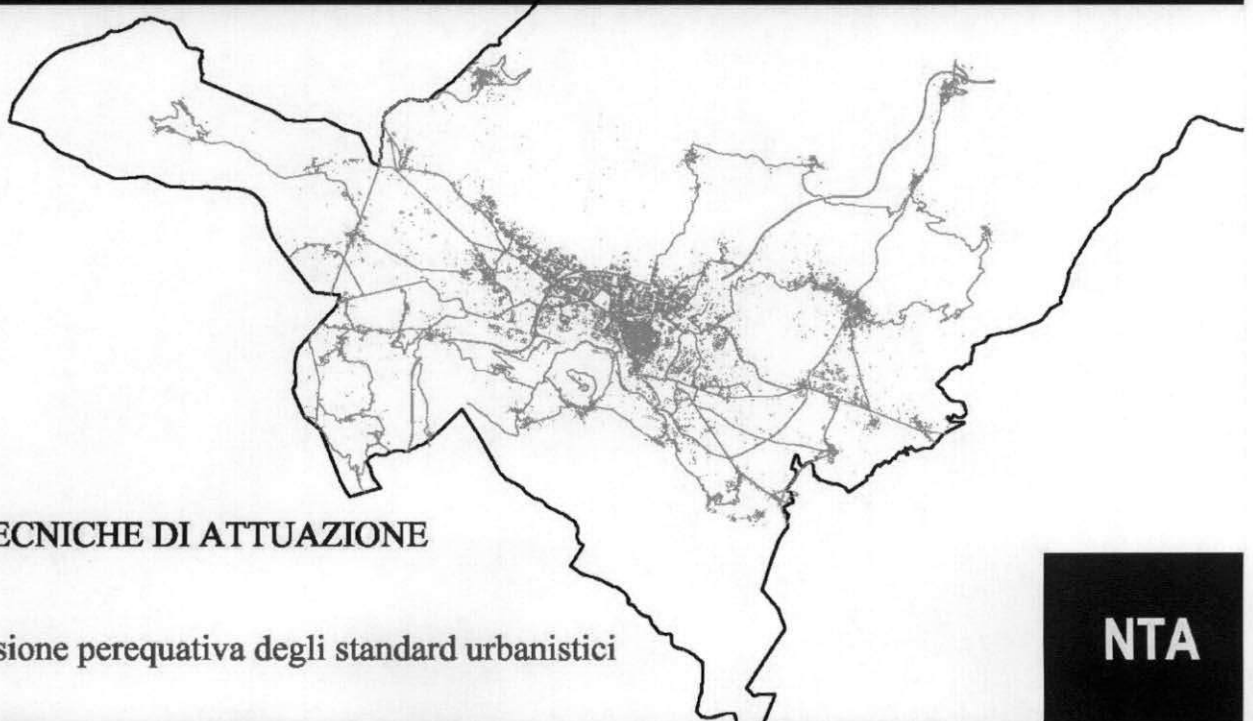 ECNICHE DI ATTUAZIONE
sione perequativa degli standard urbanistici
NTA